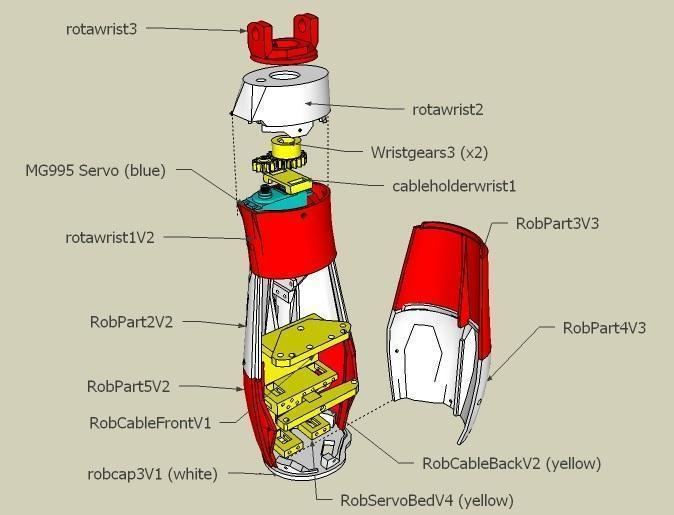 rotawrist3
rotawrist2
Wristgears3 (x2)
MG995 Servo (blue)
cableholderwrist1
RobPart3V3
rotawrist1V2
RobPart2V2
RobPart4V3
RobPart5V2
RobCableFrontV1
RobCableBackV2 (yellow)
robcap3V1 (white)
RobServoBedV4 (yellow)